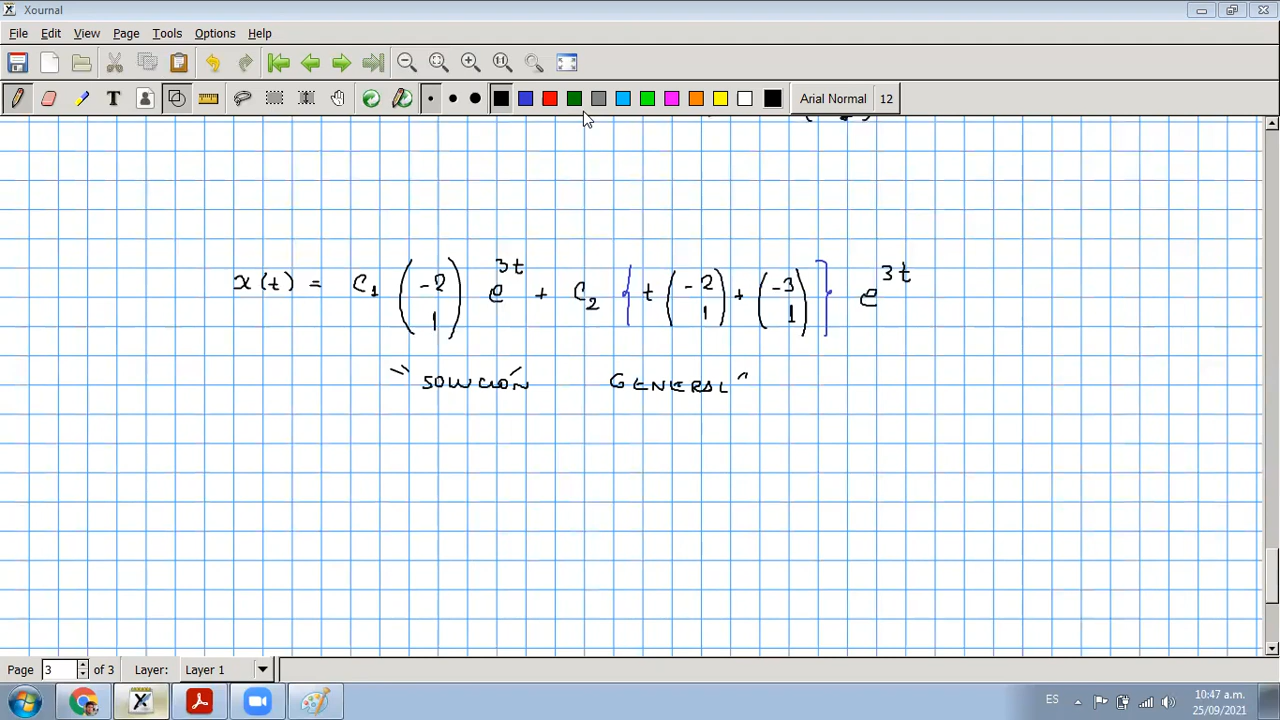 Xournal
File Edit View Page Tools Options Help
T Arial Normal 12
x(t) = C₁ (-2 1) e^3t + C₂ { t (-2 1) + (-3 1) } e^3t
"SOLUCIÓN GENERAL"
Page 3 of 3 Layer: Layer 1
ES 10:47 a.m.
25/09/2021